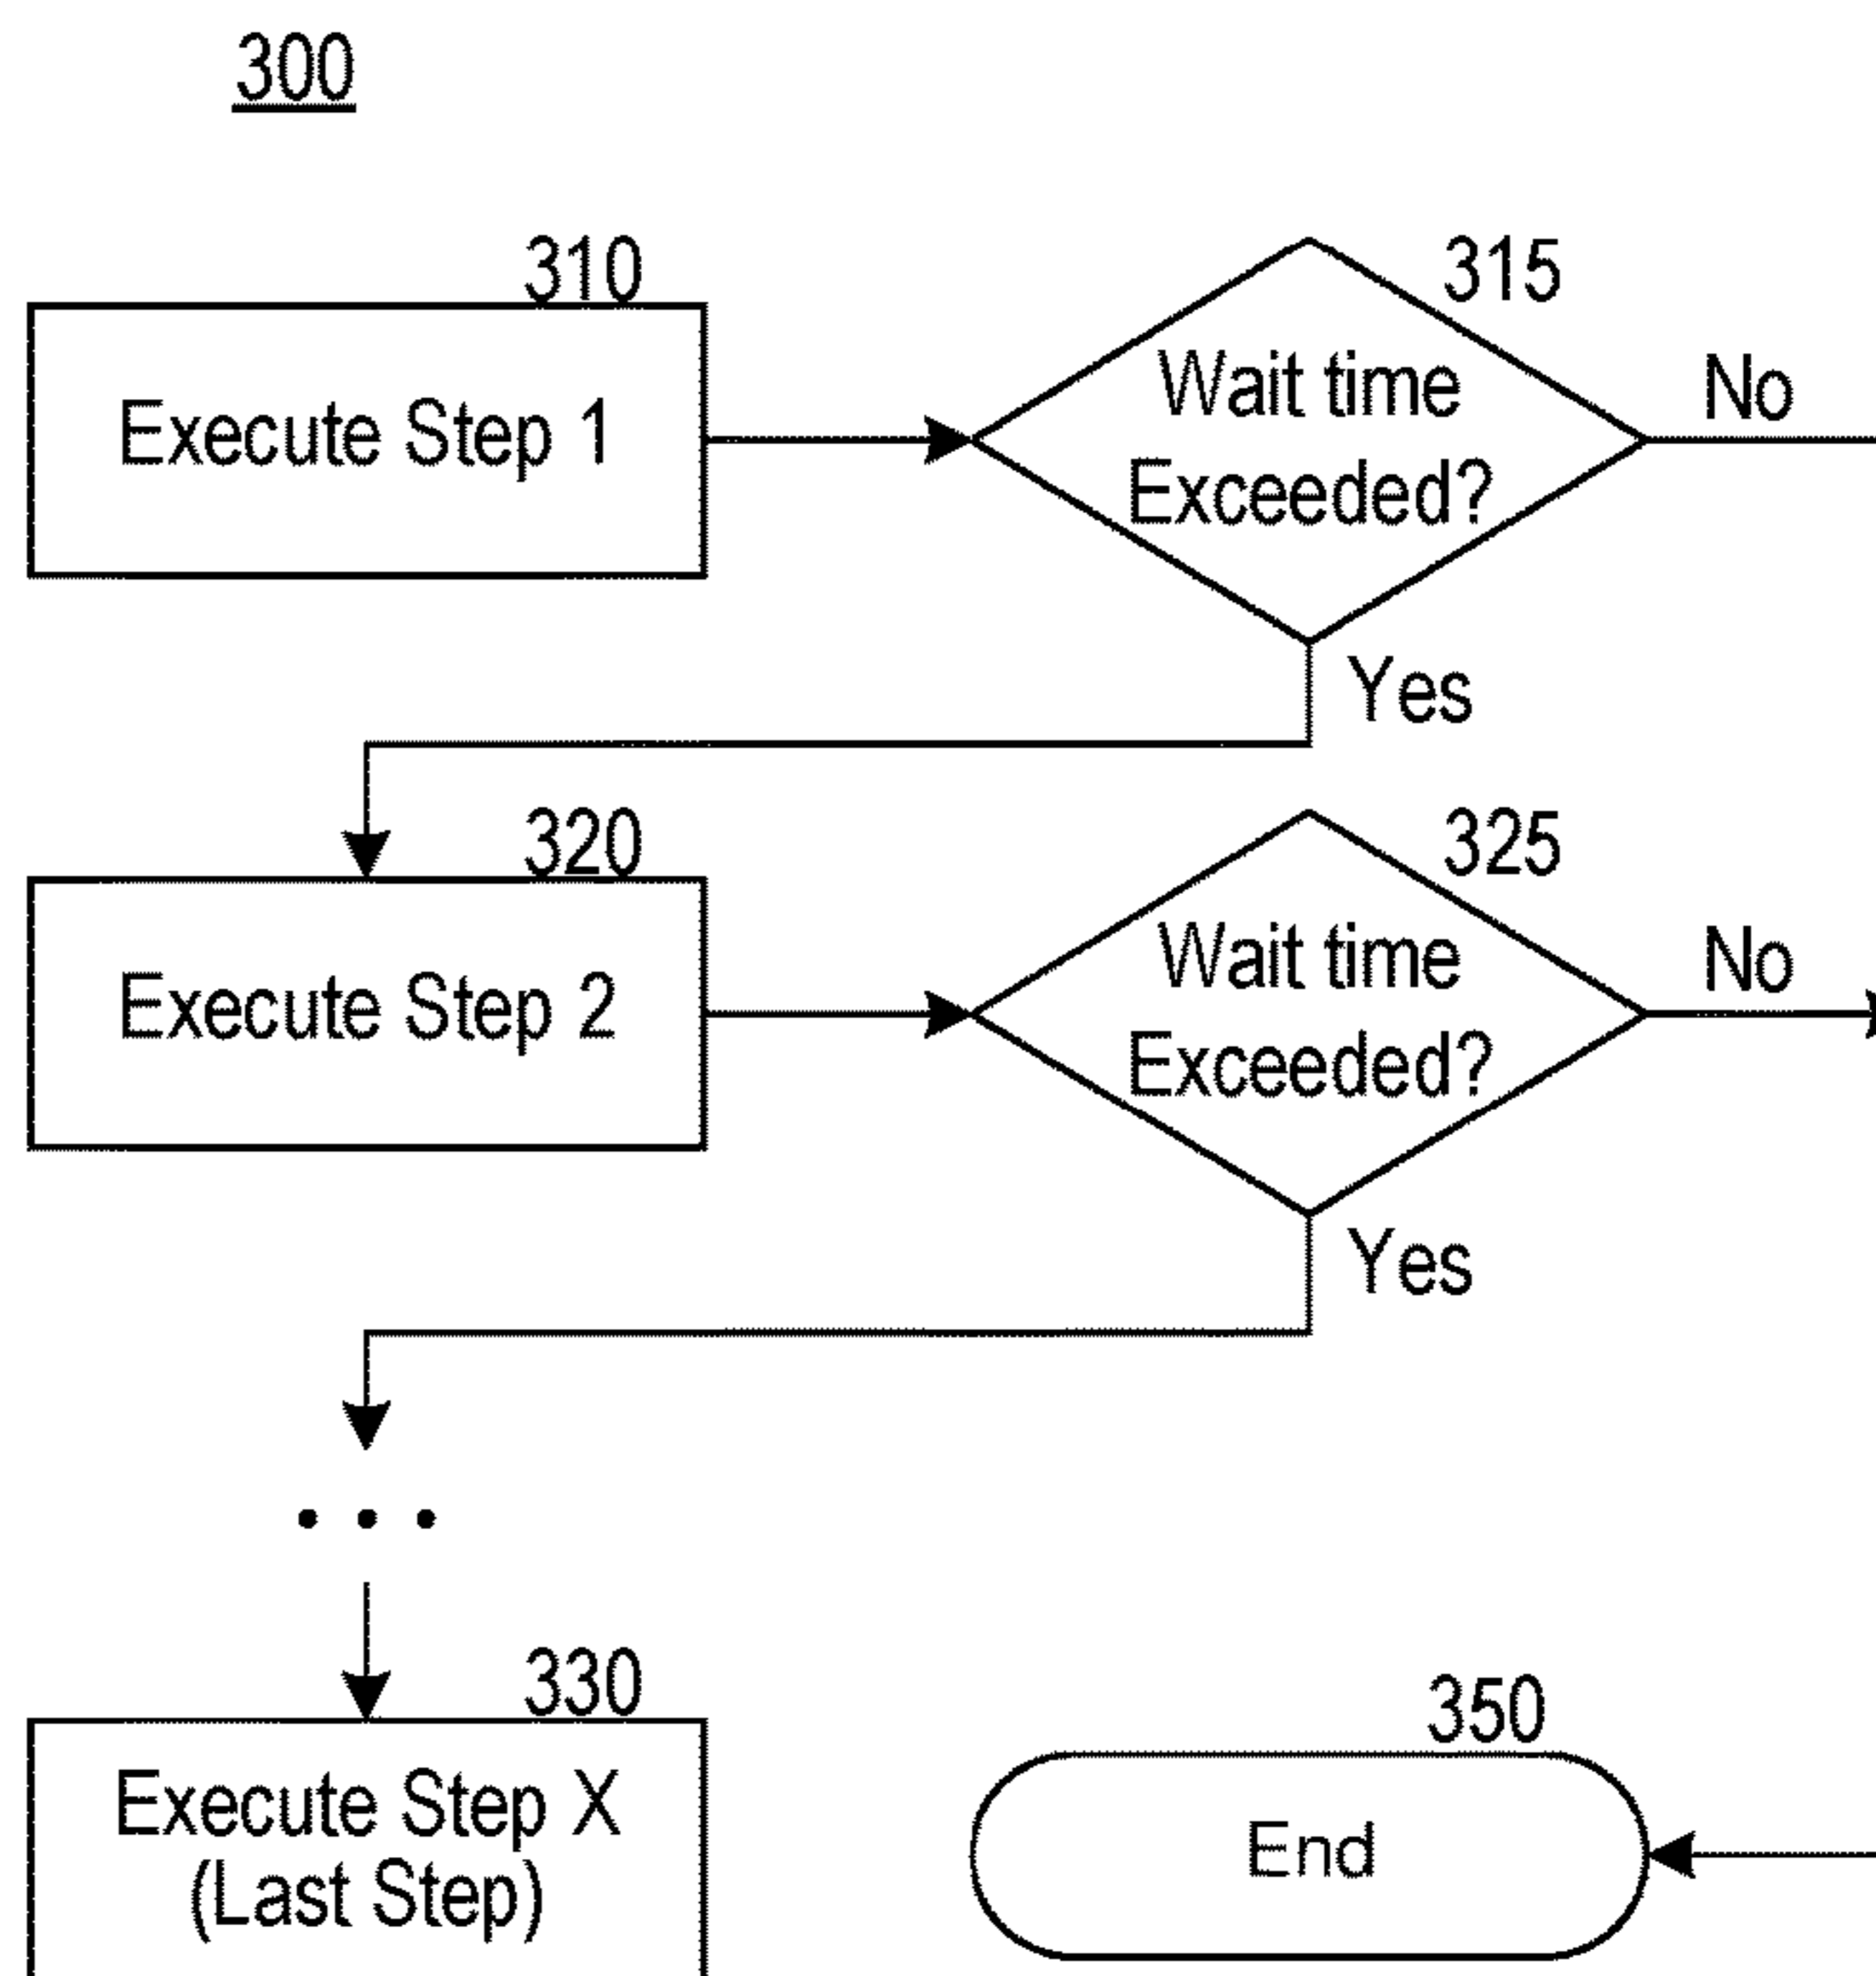 300
310
Execute Step 1
315
Wait time
Exceeded?
No
Yes
320
Execute Step 2
325
Wait time
Exceeded?
No
Yes
. . .
330
Execute Step X
(Last Step)
350
End